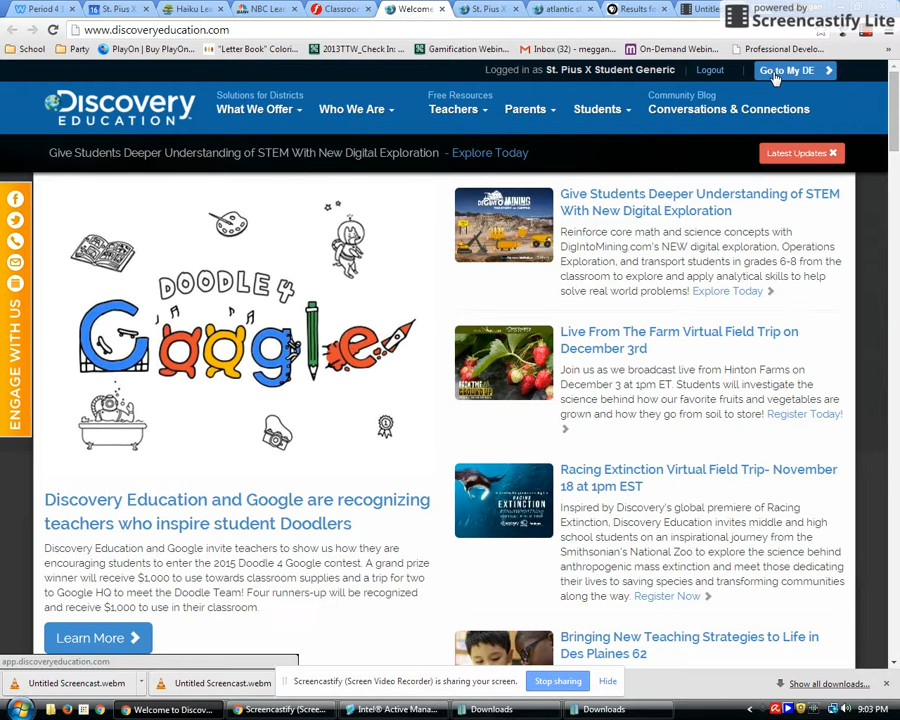 powered by
Screencastify Lite
Period 4
St. Pius X
Haiku Le
NBC Lear
Classroom
Welcome
St. Pius X
atlantic s
Results fo
Untitle
www.discoveryeducation.com
School
Party
PlayOn | Buy PlayOn...
"Letter Book" Colori...
2013TTW_Check In: ...
Gamification Webin...
Inbox (32) - meggan...
On-Demand Webin...
Professional Develo...
Logged in as St. Pius X Student Generic
Logout
Go to My DE
Discovery
EDUCATION
Solutions for Districts
What We Offer
Who We Are
Free Resources
Teachers
Parents
Students
Community Blog
Conversations & Connections
Give Students Deeper Understanding of STEM With New Digital Exploration - Explore Today
Latest Updates
ENGAGE WITH US
DOODLE 4
Google
Discovery Education and Google are recognizing
teachers who inspire student Doodlers
Discovery Education and Google invite teachers to show us how they are
encouraging students to enter the 2015 Doodle 4 Google contest. A grand prize
winner will receive $1,000 to use towards classroom supplies and a trip for two
to Google HQ to meet the Doodle Team! Four runners-up will be recognized
and receive $1,000 to use in their classroom.
Learn More
Give Students Deeper Understanding of STEM
With New Digital Exploration
Reinforce core math and science concepts with
DigIntoMining.com's NEW digital exploration, Operations
Exploration, and transport students in grades 6-8 from the
classroom to explore and apply analytical skills to help
solve real world problems! Explore Today
Live From The Farm Virtual Field Trip on
December 3rd
Join us as we broadcast live from Hinton Farms on
December 3 at 1pm ET. Students will investigate the
science behind how our favorite fruits and vegetables are
grown and how they go from soil to store! Register Today!
RACING
EXTINCTION
Racing Extinction Virtual Field Trip- November
18 at 1pm EST
Inspired by Discovery's global premiere of Racing
Extinction, Discovery Education invites middle and high
school students on an inspirational journey from the
Smithsonian's National Zoo to explore the science behind
anthropogenic mass extinction and meet those dedicating
their lives to saving species and transforming communities
along the way. Register Now
Bringing New Teaching Strategies to Life in
Des Plaines 62
app.discoveryeducation.com
Untitled Screencast.webm
Untitled Screencast.webm
Screencastify (Screen Video Recorder) is sharing your screen.
Stop sharing
Hide
Show all downloads...
Welcome to Discov...
Screencastify (Scree...
Intel® Active Mana...
Downloads
Downloads
9:03 PM